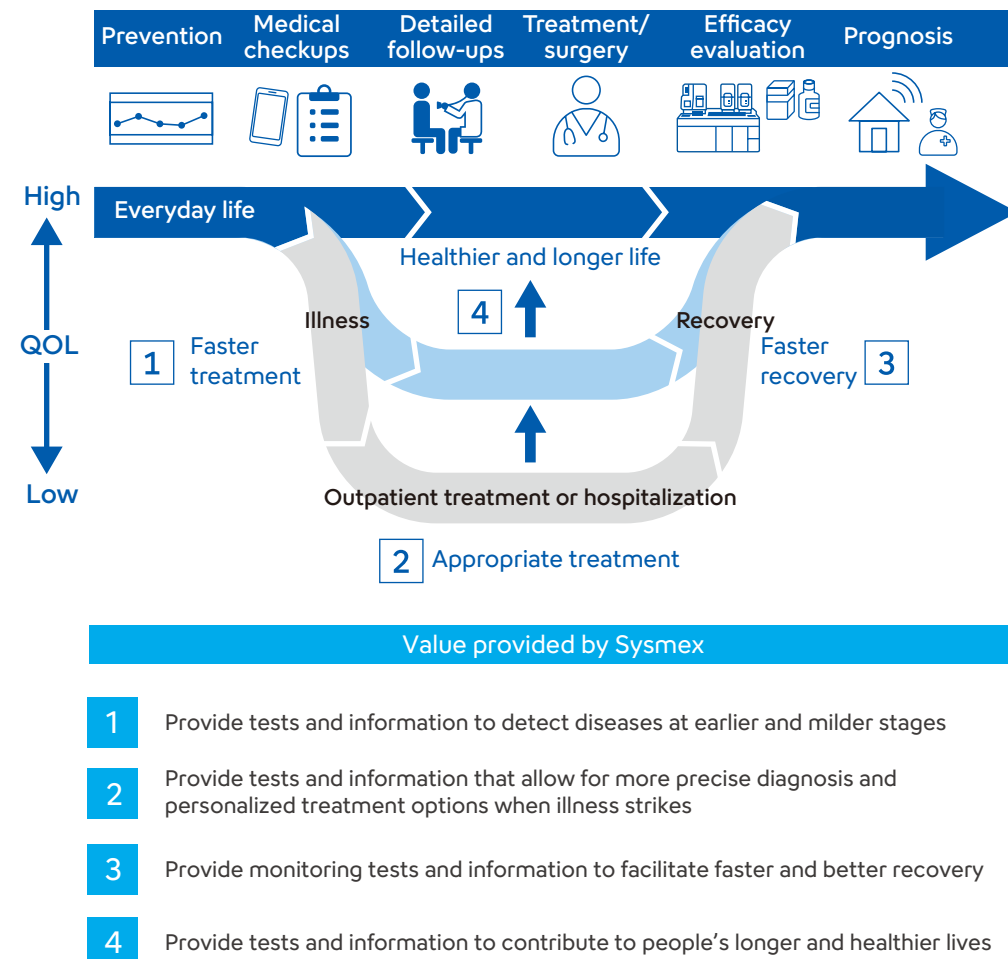 Prevention
Medical
checkups
Detailed
follow-ups
Treatment/
surgery
Efficacy
evaluation
Prognosis
High
Everyday life
Healthier and longer life
4
Illness
Recovery
QOL
1
Faster
treatment
Faster
recovery
3
Low
Outpatient treatment or hospitalization
2
Appropriate treatment
Value provided by Sysmex
1
Provide tests and information to detect diseases at earlier and milder stages
2
Provide tests and information that allow for more precise diagnosis and
personalized treatment options when illness strikes
3
Provide monitoring tests and information to facilitate faster and better recovery
4
Provide tests and information to contribute to people’s longer and healthier lives